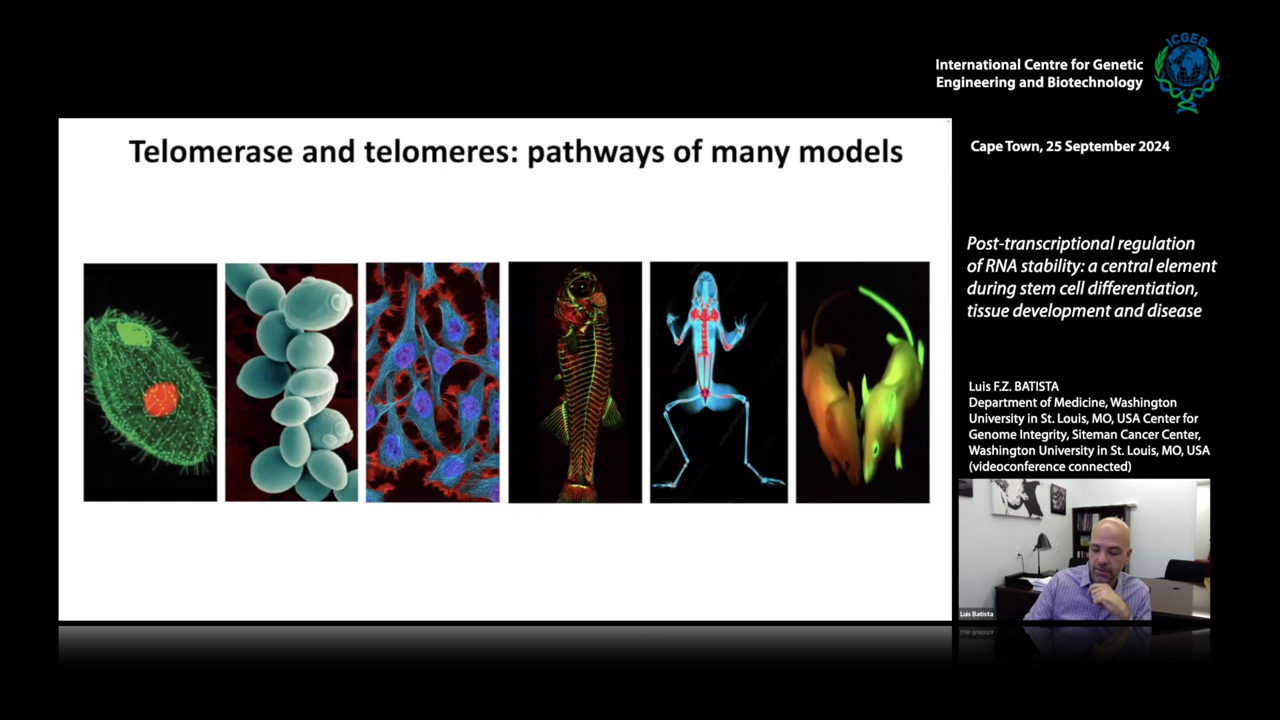 ICGEB
International Centre for Genetic
Engineering and Biotechnology
Telomerase and telomeres: pathways of many models
Cape Town, 25 September 2024
Post-transcriptional regulation
of RNA stability: a central element
during stem cell differentiation,
tissue development and disease
Luis F.Z. BATISTA
Department of Medicine, Washington
University in St. Louis, MO, USA Center for
Genome Integrity, Siteman Cancer Center,
Washington University in St. Louis, MO, USA
(videoconference connected)
Luis Batista